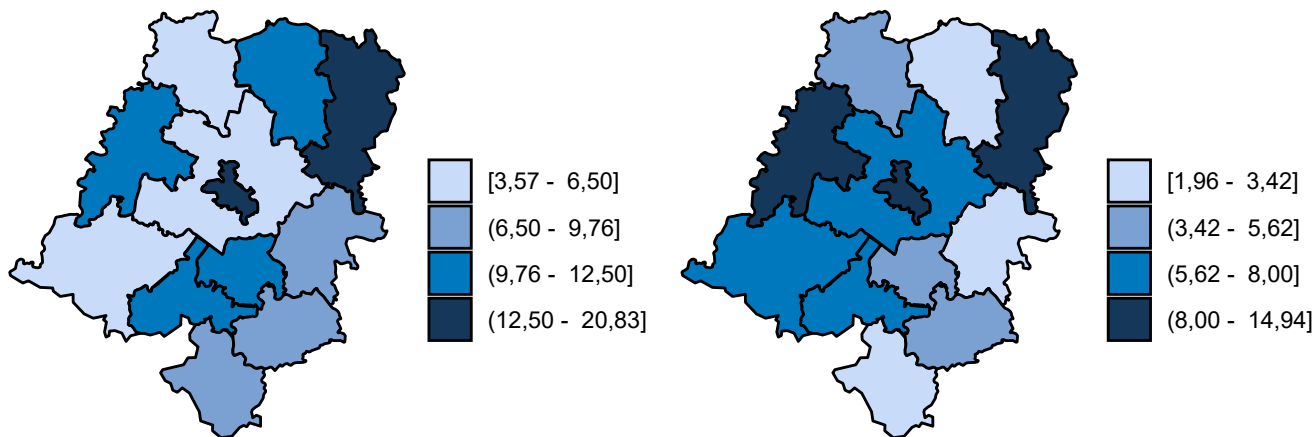 [3,57 - 6,50]
(6,50 - 9,76]
(9,76 - 12,50]
(12,50 - 20,83]
[1,96 - 3,42]
(3,42 - 5,62]
(5,62 - 8,00]
(8,00 - 14,94]